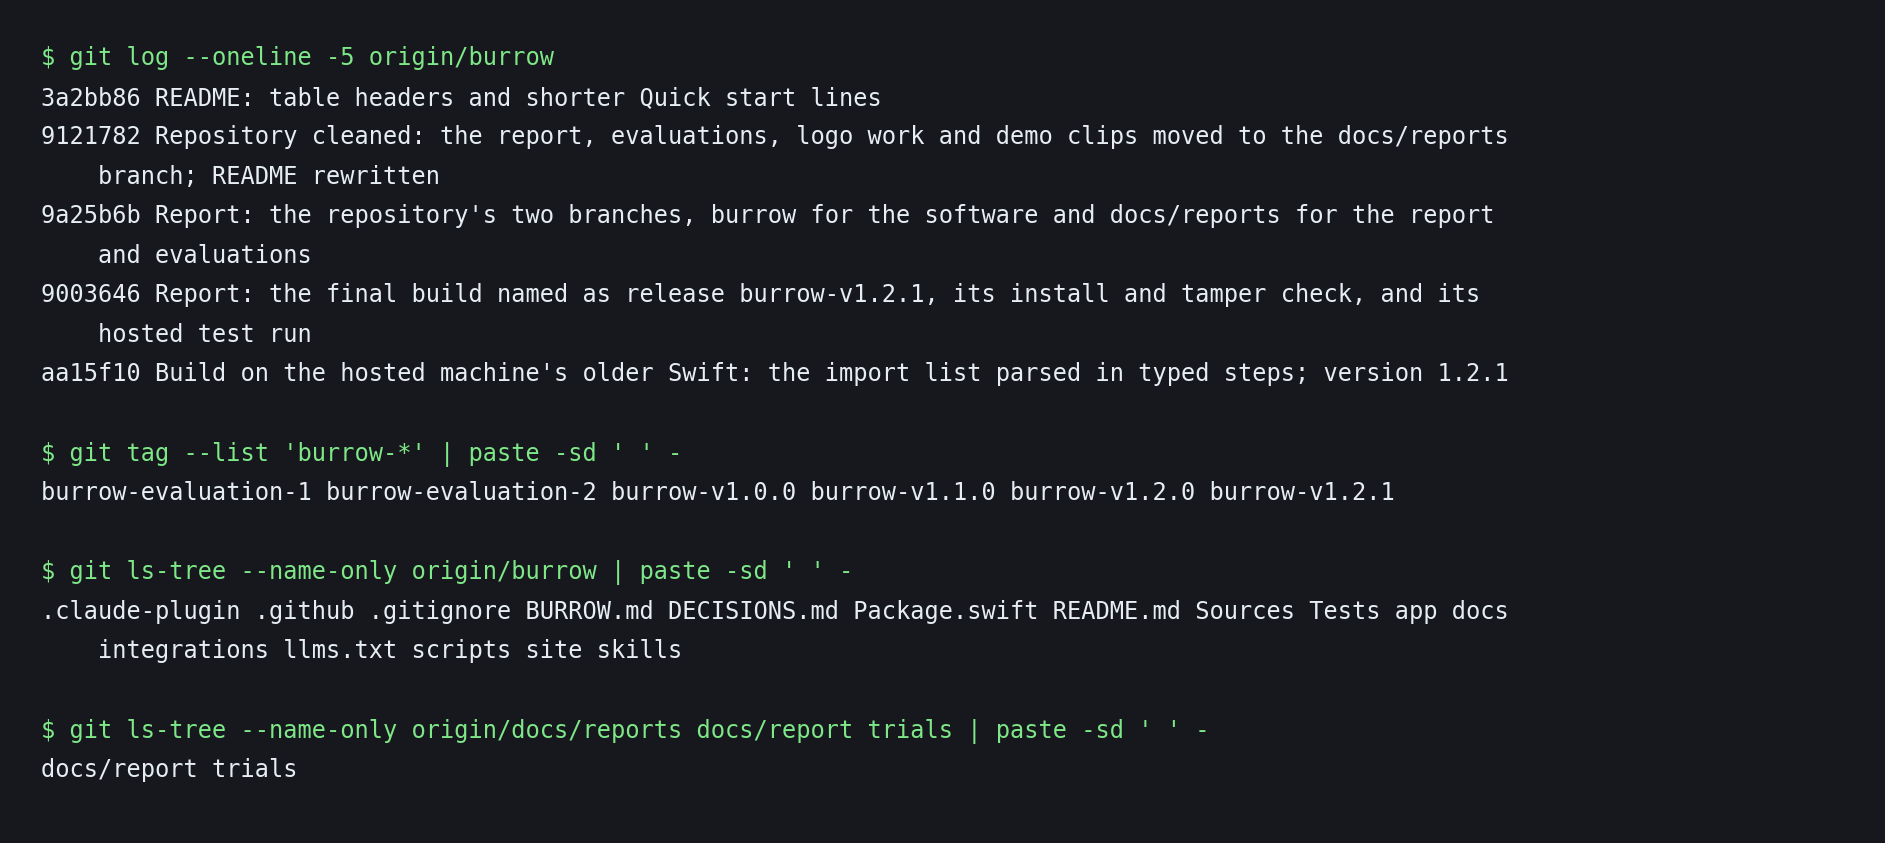 $ git log --oneline -5 origin/burrow
3a2bb86 README: table headers and shorter Quick start lines
9121782 Repository cleaned: the report, evaluations, logo work and demo clips moved to the docs/reports
    branch; README rewritten
9a25b6b Report: the repository's two branches, burrow for the software and docs/reports for the report
    and evaluations
9003646 Report: the final build named as release burrow-v1.2.1, its install and tamper check, and its
    hosted test run
aa15f10 Build on the hosted machine's older Swift: the import list parsed in typed steps; version 1.2.1

$ git tag --list 'burrow-*' | paste -sd ' ' -
burrow-evaluation-1 burrow-evaluation-2 burrow-v1.0.0 burrow-v1.1.0 burrow-v1.2.0 burrow-v1.2.1

$ git ls-tree --name-only origin/burrow | paste -sd ' ' -
.claude-plugin .github .gitignore BURROW.md DECISIONS.md Package.swift README.md Sources Tests app docs
    integrations llms.txt scripts site skills

$ git ls-tree --name-only origin/docs/reports docs/report trials | paste -sd ' ' -
docs/report trials